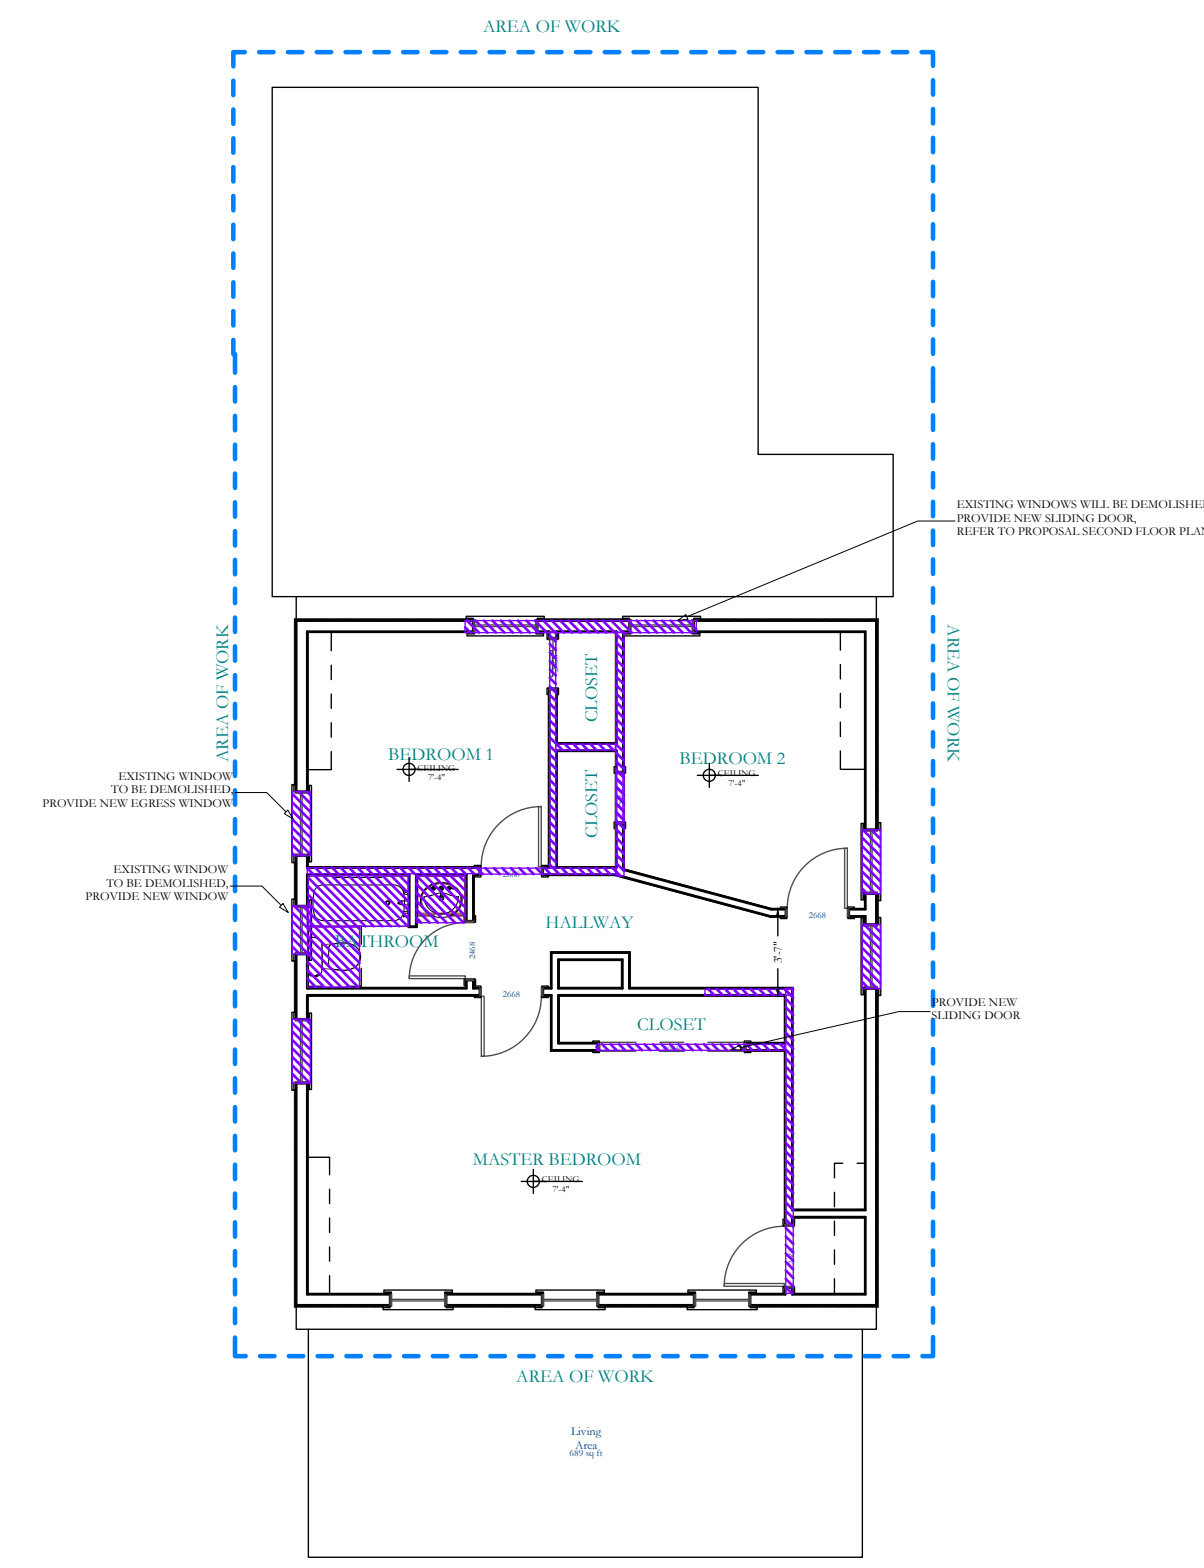 AREA OF WORK
EXISTING WINDOWS WILL BE DEMOLISHED
PROVIDE NEW SLIDING DOOR,
REFER TO PROPOSAL SECOND FLOOR PLAN
AREA OF WORK
AREA OF WORK
CLOSET
BEDROOM 1
CEILING
7'-4"
BEDROOM 2
CEILING
7'-4"
EXISTING WINDOW
TO BE DEMOLISHED,
PROVIDE NEW EGRESS WINDOW
CLOSET
EXISTING WINDOW
TO BE DEMOLISHED,
PROVIDE NEW WINDOW
HALLWAY
2668
BATHROOM
2468
3'-7"
2668
PROVIDE NEW
SLIDING DOOR
CLOSET
MASTER BEDROOM
CEILING
7'-4"
AREA OF WORK
Living
Area
689 sq ft